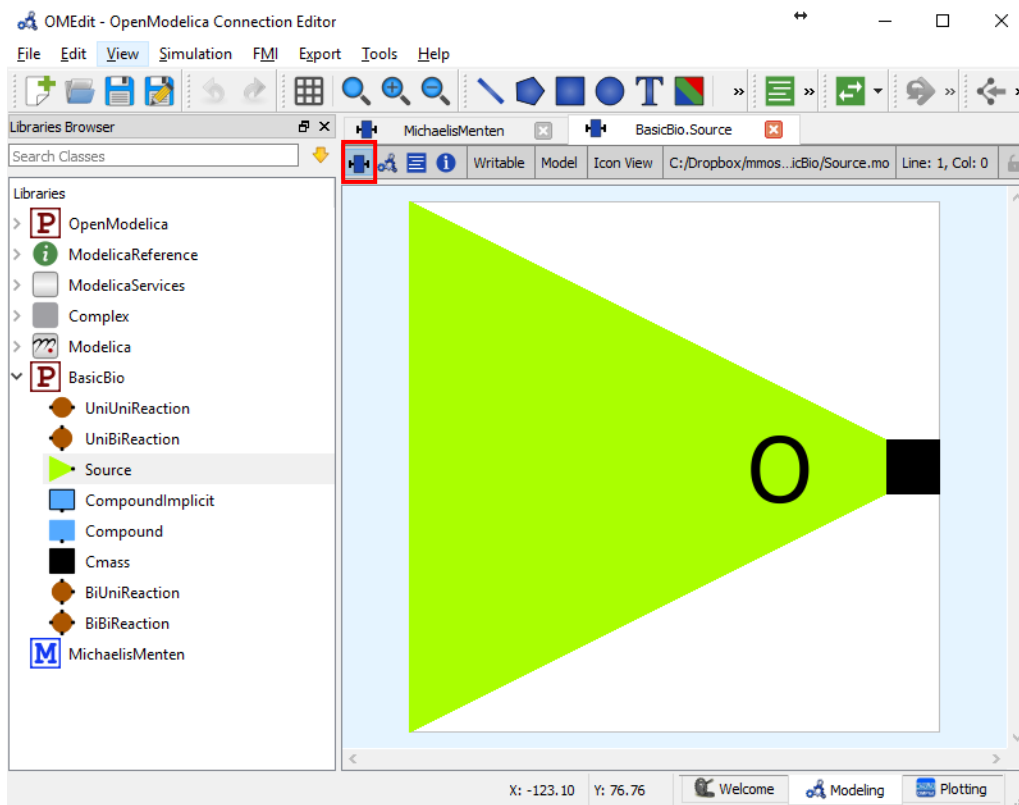 OMEdit - OpenModelica Connection Editor
File Edit View Simulation FMI Export Tools Help
T » » »
Libraries Browser
MichaelisMenten BasicBio.Source
Search Classes
Writable Model Icon View C:/Dropbox/mmos...icBio/Source.mo Line: 1, Col: 0
Libraries
P OpenModelica
i ModelicaReference
ModelicaServices
Complex
m Modelica
P BasicBio
UniUniReaction
UniBiReaction
Source
CompoundImplicit
Compound
Cmass
BiUniReaction
BiBiReaction
M MichaelisMenten
O
X: -123.10 Y: 76.76 Welcome Modeling Plotting